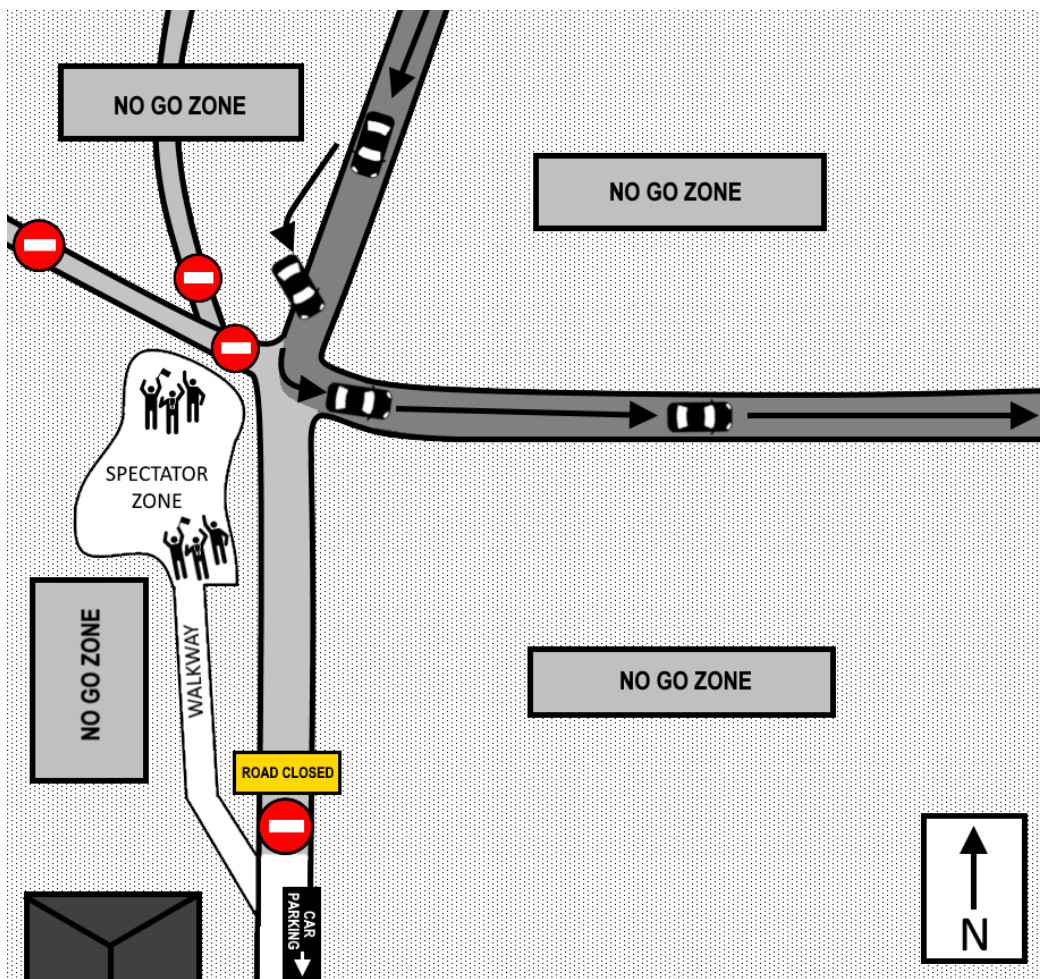 NO GO ZONE
NO GO ZONE
SPECTATOR
ZONE
NO GO ZONE
WALKWAY
NO GO ZONE
ROAD CLOSED
CAR
PARKING
N